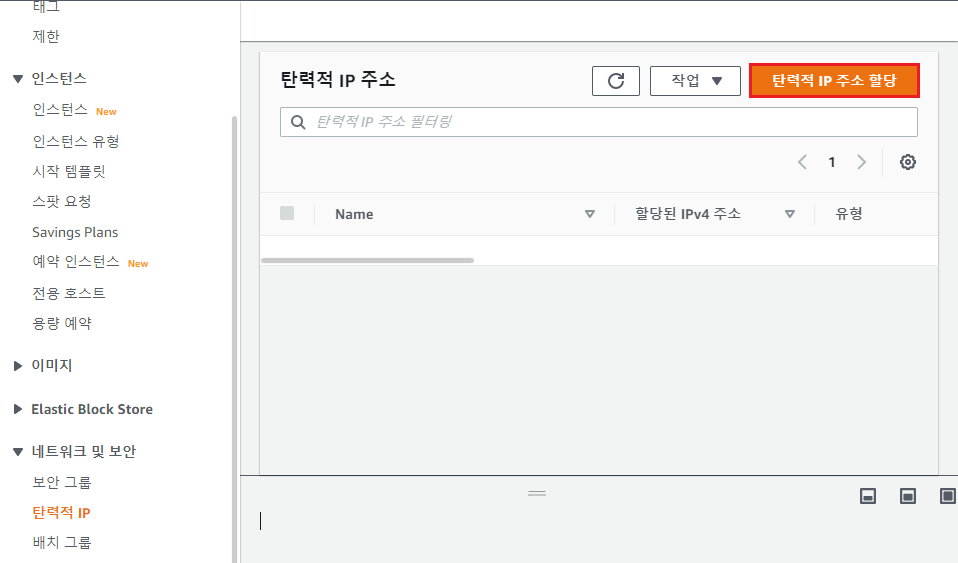 태그
제한
인스턴스
인스턴스 New
인스턴스 유형
시작 템플릿
스팟 요청
Savings Plans
예약 인스턴스 New
전용 호스트
용량 예약
이미지
Elastic Block Store
네트워크 및 보안
보안 그룹
탄력적 IP
배치 그룹
탄력적 IP 주소
작업
탄력적 IP 주소 할당
탄력적 IP 주소 필터링
1
Name 할당된 IPv4 주소 유형